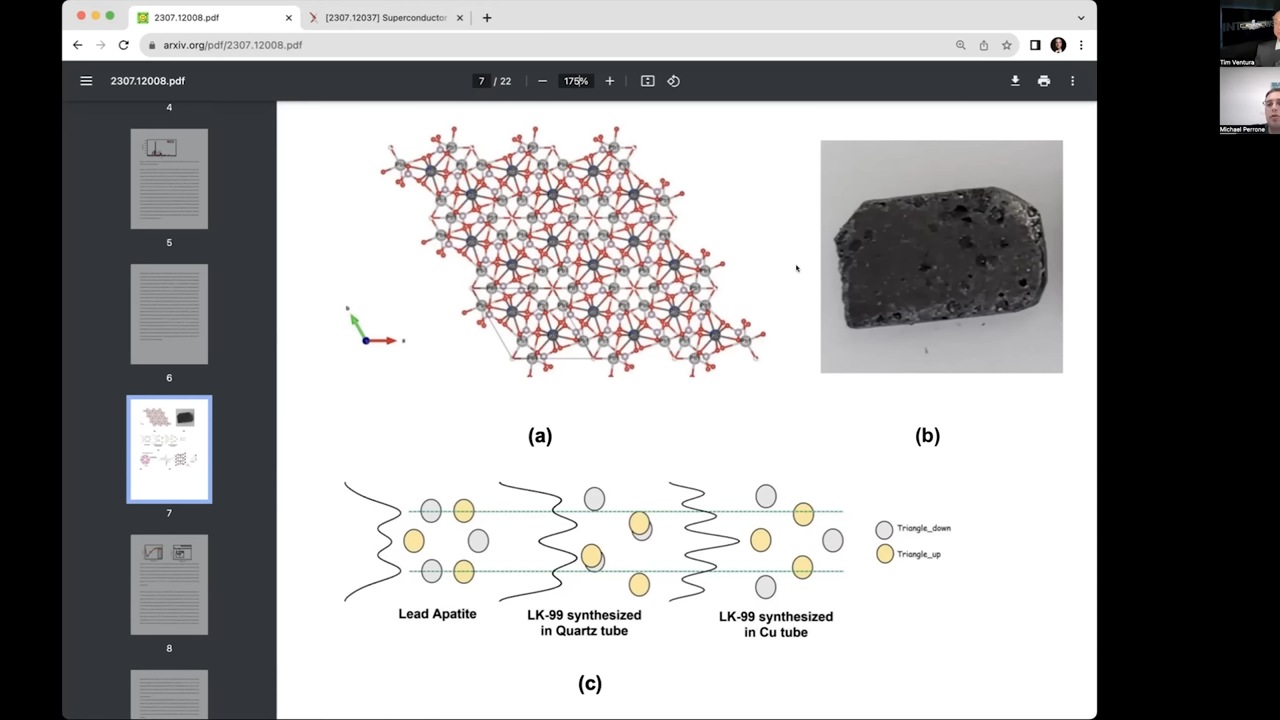 2307.12008.pdf
[2307.12037] Superconductor
arxiv.org/pdf/2307.12008.pdf
2307.12008.pdf
7 / 22
175%
Tim Ventura
Michael Perrone
4
5
6
7
8
b
a
(a)
(b)
Triangle_down
Triangle_up
Lead Apatite
LK-99 synthesized
in Quartz tube
LK-99 synthesized
in Cu tube
(c)